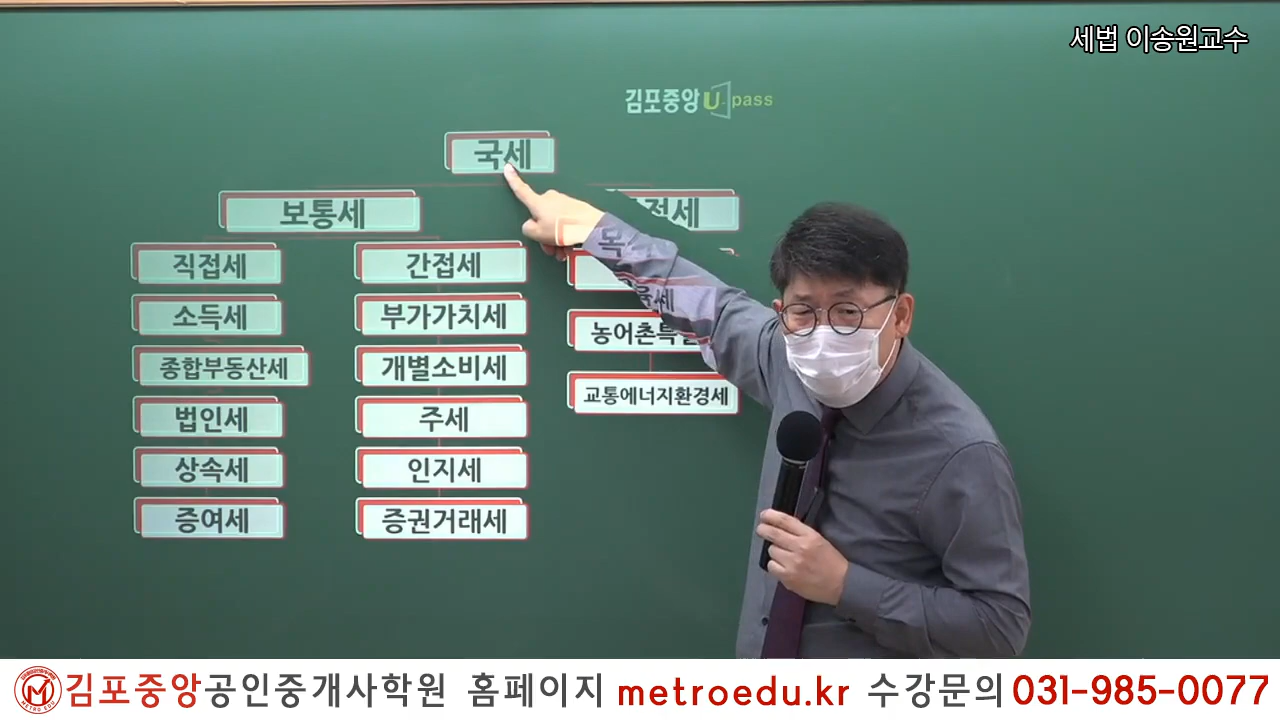 세법 이송원교수
김포중앙 U-pass
국세
보통세
직접세
간접세
소득세
부가가치세
농어촌특
종합부동산세
개별소비세
교통에너지환경세
법인세
주세
상속세
인지세
증여세
증권거래세
김포중앙공인중개사학원 홈페이지 metroedu.kr 수강문의 031-985-0077